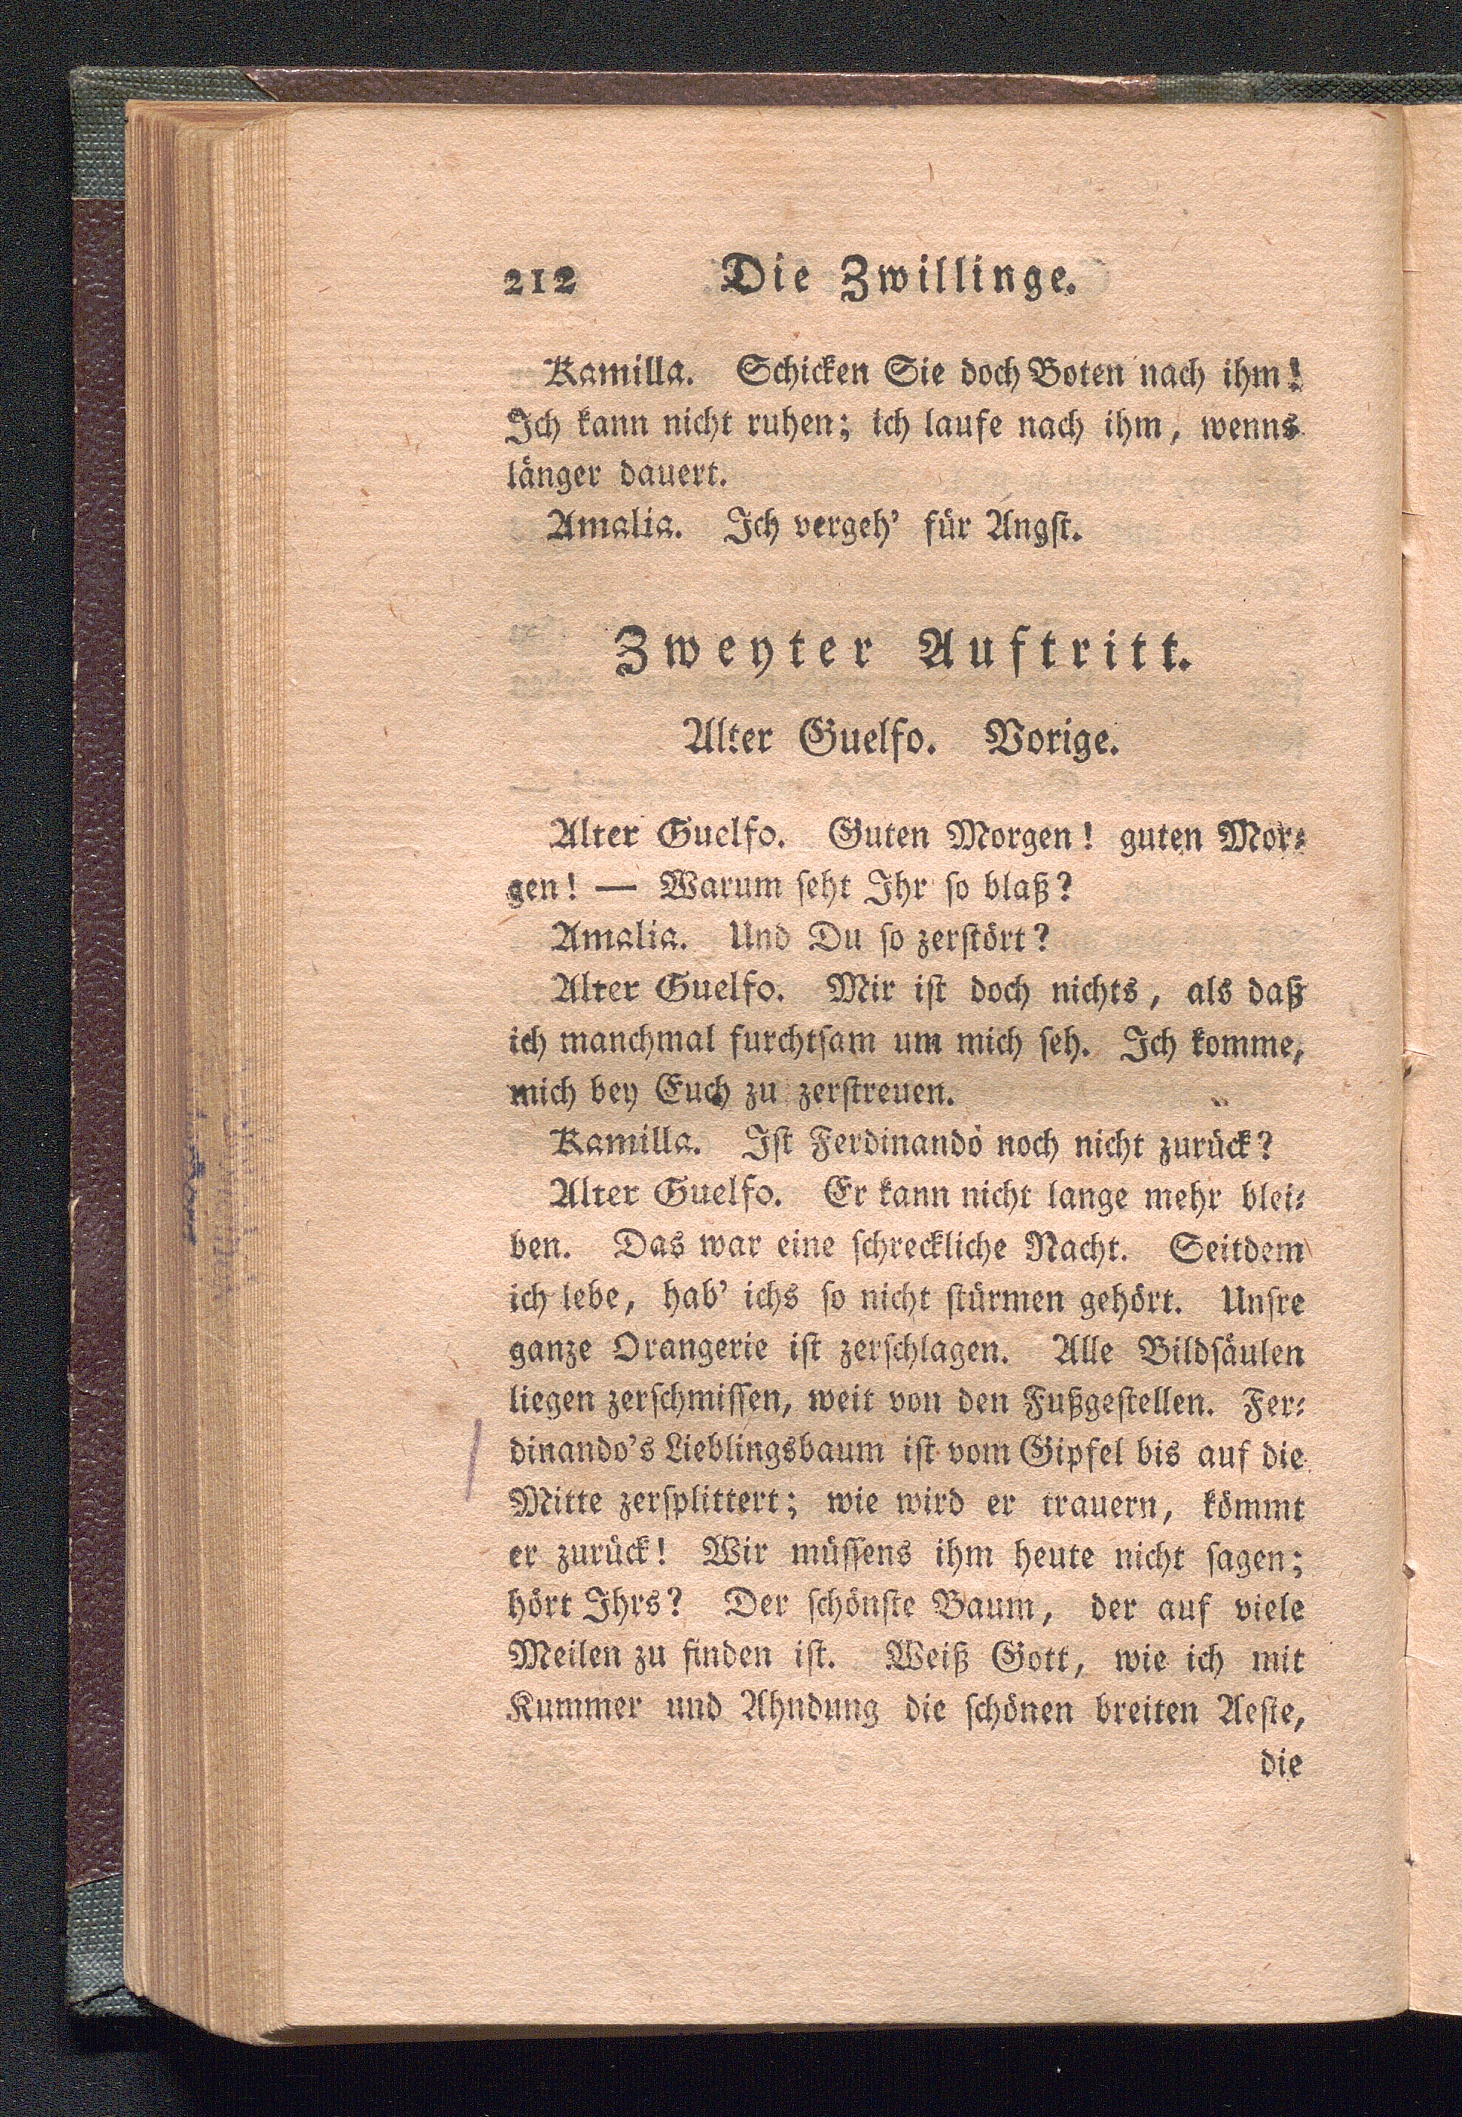 212 Die Zwillinge.
Kamilla. Schicken Sie doch Boten nach ihm!
Ich kann nicht ruhen; ich laufe nach ihm, wenns
länger dauert.
Amalia. Ich vergeh' für Angſt.
Zweyter Auftritt.
Alter Guelfo. Vorige.
Alter Guelfo. Guten Morgen! guten Mor⸗
gen! — Warum ſeht Ihr ſo blaß?
Amalia. Und Du ſo zerſtört?
Alter Guelfo. Mir iſt doch nichts, als daß
ich manchmal furchtſam um mich ſeh. Ich komme,
mich bey Euch zu zerſtreuen.
Kamilla. Iſt Ferdinando noch nicht zurück?
Alter Guelfo. Er kann nicht lange mehr blei⸗
ben. Das war eine ſchreckliche Nacht. Seitdem
ich lebe, hab' ichs ſo nicht ſtürmen gehört. Unſre
ganze Orangerie iſt zerſchlagen. Alle Bildſäulen
liegen zerſchmiſſen, weit von den Fußgeſtellen. Fer⸗
dinando's Lieblingsbaum iſt vom Gipfel bis auf die
Mitte zerſplittert; wie wird er trauern, kömmt
er zurück! Wir müſſens ihm heute nicht ſagen;
hört Ihrs? Der ſchönſte Baum, der auf viele
Meilen zu finden iſt. Weiß Gott, wie ich mit
Kummer und Ahndung die ſchönen breiten Aeſte,
die